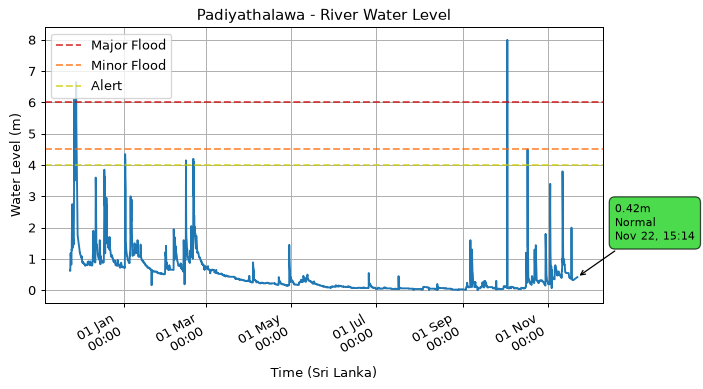 Padiyathalawa - River Water Level
Major Flood
Minor Flood
Alert
Water Level (m)
8
7
6
5
4
3
2
1
0
0.42m
Normal
Nov 22, 15:14
01 Jan
00:00
01 Mar
00:00
01 May
00:00
01 Jul
00:00
01 Sep
00:00
01 Nov
00:00
Time (Sri Lanka)